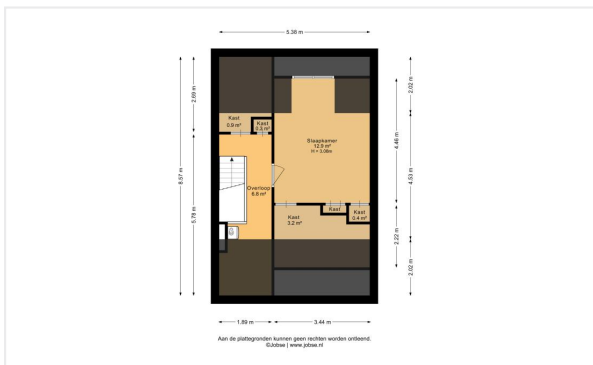 5.38 m
8.57 m
2.69 m
5.78 m
Kast
0.9 m²
Kast
0.3 m²
Slaapkamer
12.9 m²
H = 3.08m
Overloop
8.8 m²
Kast
3.2 m²
Kast
Kast
0.4 m²
4.46 m
2.22 m
2.02 m
4.53 m
2.02 m
1.89 m
3.44 m
Aan de plattegronden kunnen geen rechten worden ontleend.
©Jobse | www.jobse.nl